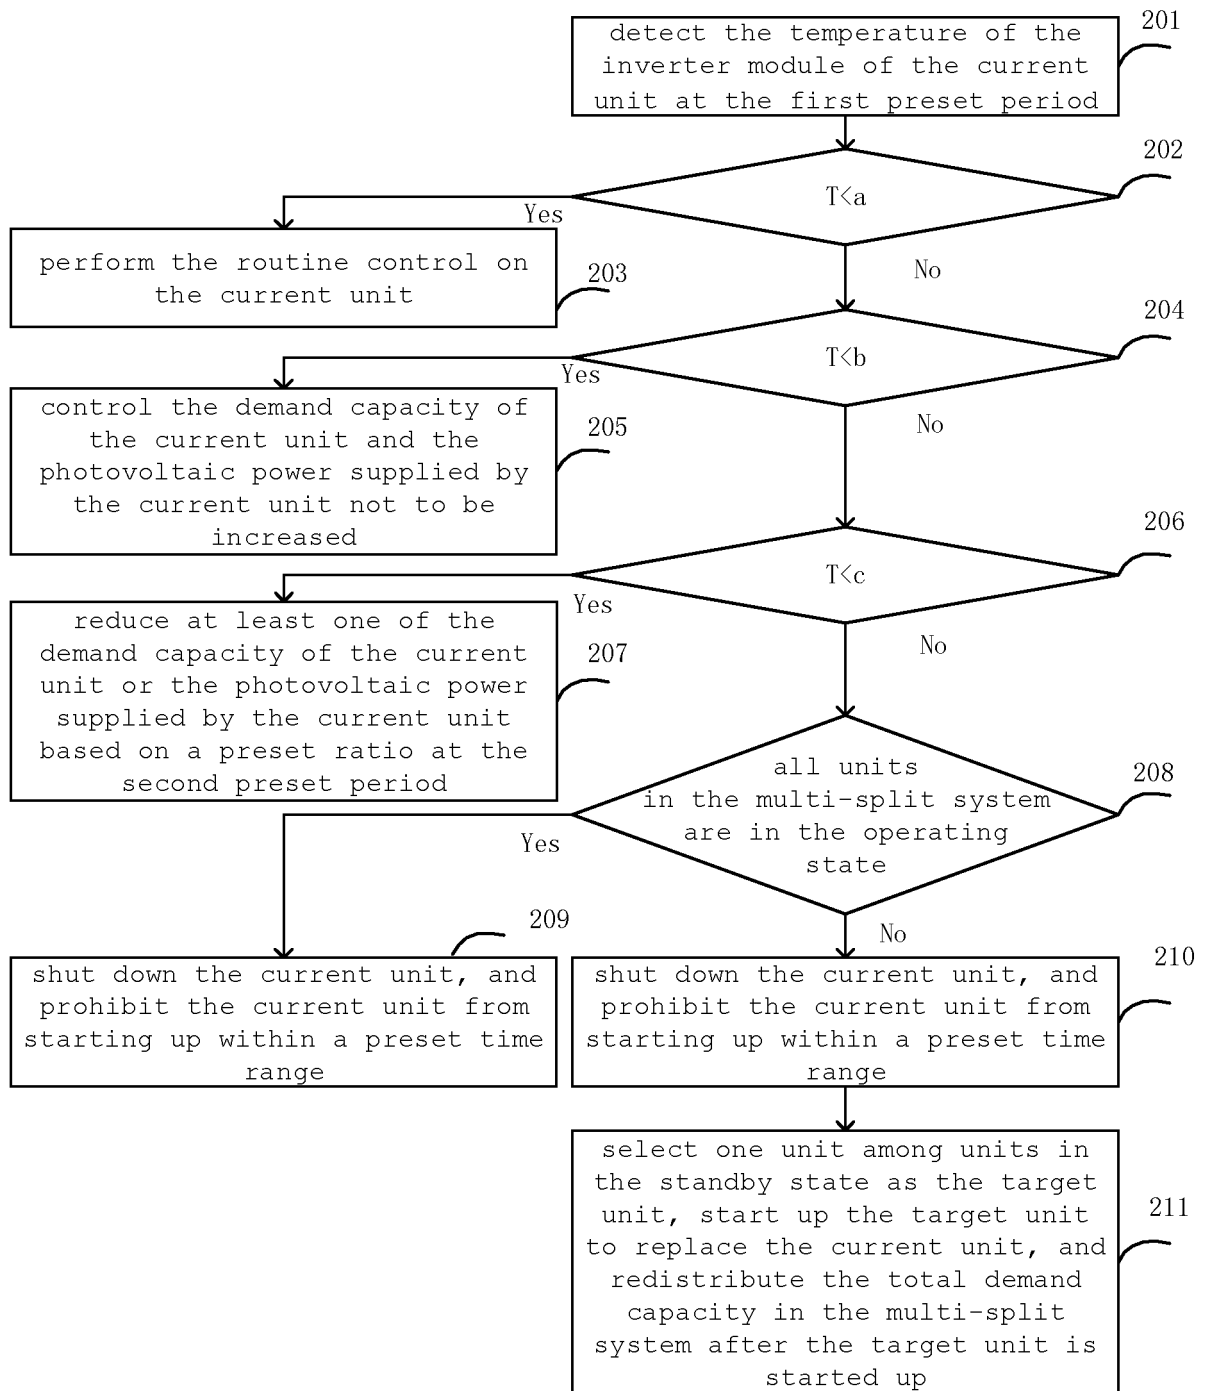 201
detect the temperature of the
inverter module of the current
unit at the first preset period
202
T<a
Yes
No
203
perform the routine control on
the current unit
204
T<b
Yes
No
205
control the demand capacity of
the current unit and the
photovoltaic power supplied by
the current unit not to be
increased
206
T<c
Yes
No
207
reduce at least one of the
demand capacity of the current
unit or the photovoltaic power
supplied by the current unit
based on a preset ratio at the
second preset period
208
all units
in the multi-split system
are in the operating
state
Yes
No
209
shut down the current unit, and
prohibit the current unit from
starting up within a preset time
range
210
shut down the current unit, and
prohibit the current unit from
starting up within a preset time
range
211
select one unit among units in
the standby state as the target
unit, start up the target unit
to replace the current unit, and
redistribute the total demand
capacity in the multi-split
system after the target unit is
started up